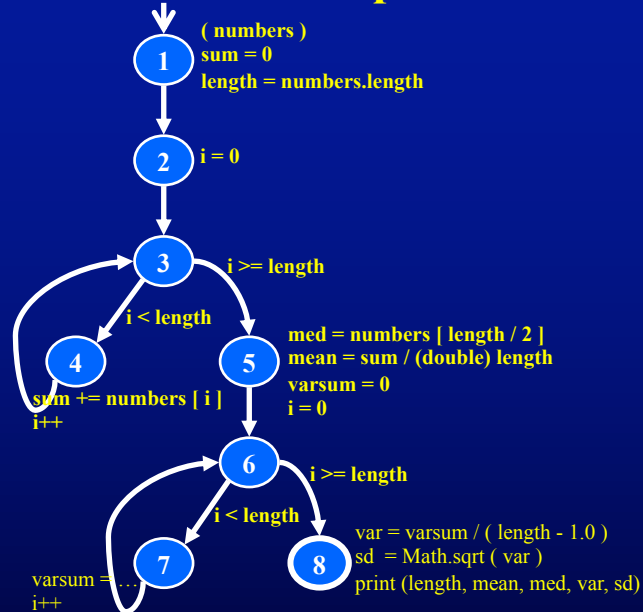 ( numbers )
1
sum = 0
length = numbers.length
2
i = 0
3
i >= length
i < length
med = numbers [ length / 2 ]
4
5
mean = sum / (double) length
varsum = 0
sum += numbers [ i ]
i = 0
i++
6
i >= length
i < length
var = varsum / ( length - 1.0 )
7
8
sd = Math.sqrt ( var )
varsum = …
print (length, mean, med, var, sd)
i++